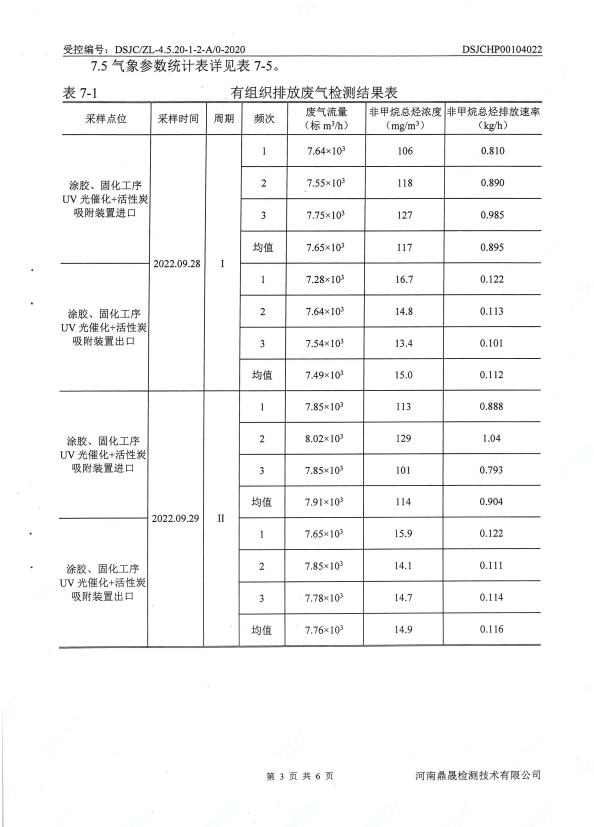 受控编号：DSJC/ZL-4.5.20-1-2-A/0-2020 DSJCHP00104022
7.5 气象参数统计表详见表 7-5。
表 7-1 有组织排放废气检测结果表
采样点位 采样时间 周期 频次 废气流量（标 m³/h） 非甲烷总烃浓度（mg/m³） 非甲烷总烃排放速率（kg/h）
涂胶、固化工序
UV 光催化+活性炭
吸附装置进口
2022.09.28 I
1 7.64×10³ 106 0.810
2 7.55×10³ 118 0.890
3 7.75×10³ 127 0.985
均值 7.65×10³ 117 0.895
涂胶、固化工序
UV 光催化+活性炭
吸附装置出口
1 7.28×10³ 16.7 0.122
2 7.64×10³ 14.8 0.113
3 7.54×10³ 13.4 0.101
均值 7.49×10³ 15.0 0.112
涂胶、固化工序
UV 光催化+活性炭
吸附装置进口
2022.09.29 II
1 7.85×10³ 113 0.888
2 8.02×10³ 129 1.04
3 7.85×10³ 101 0.793
均值 7.91×10³ 114 0.904
涂胶、固化工序
UV 光催化+活性炭
吸附装置出口
1 7.65×10³ 15.9 0.122
2 7.85×10³ 14.1 0.111
3 7.78×10³ 14.7 0.114
均值 7.76×10³ 14.9 0.116
第 3 页 共 6 页 河南鼎晟检测技术有限公司